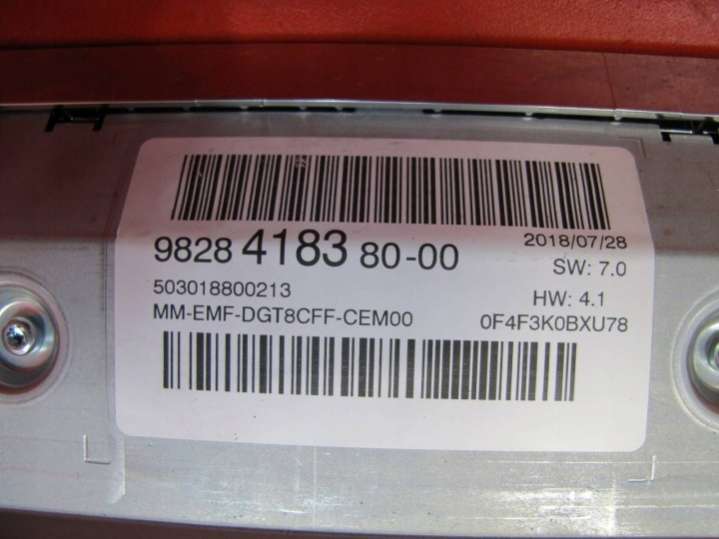 9828 4183 80-00
2018/07/28
SW: 7.0
503018800213
HW: 4.1
MM-EMF-DGT8CFF-CEM00
0F4F3K0BXU78